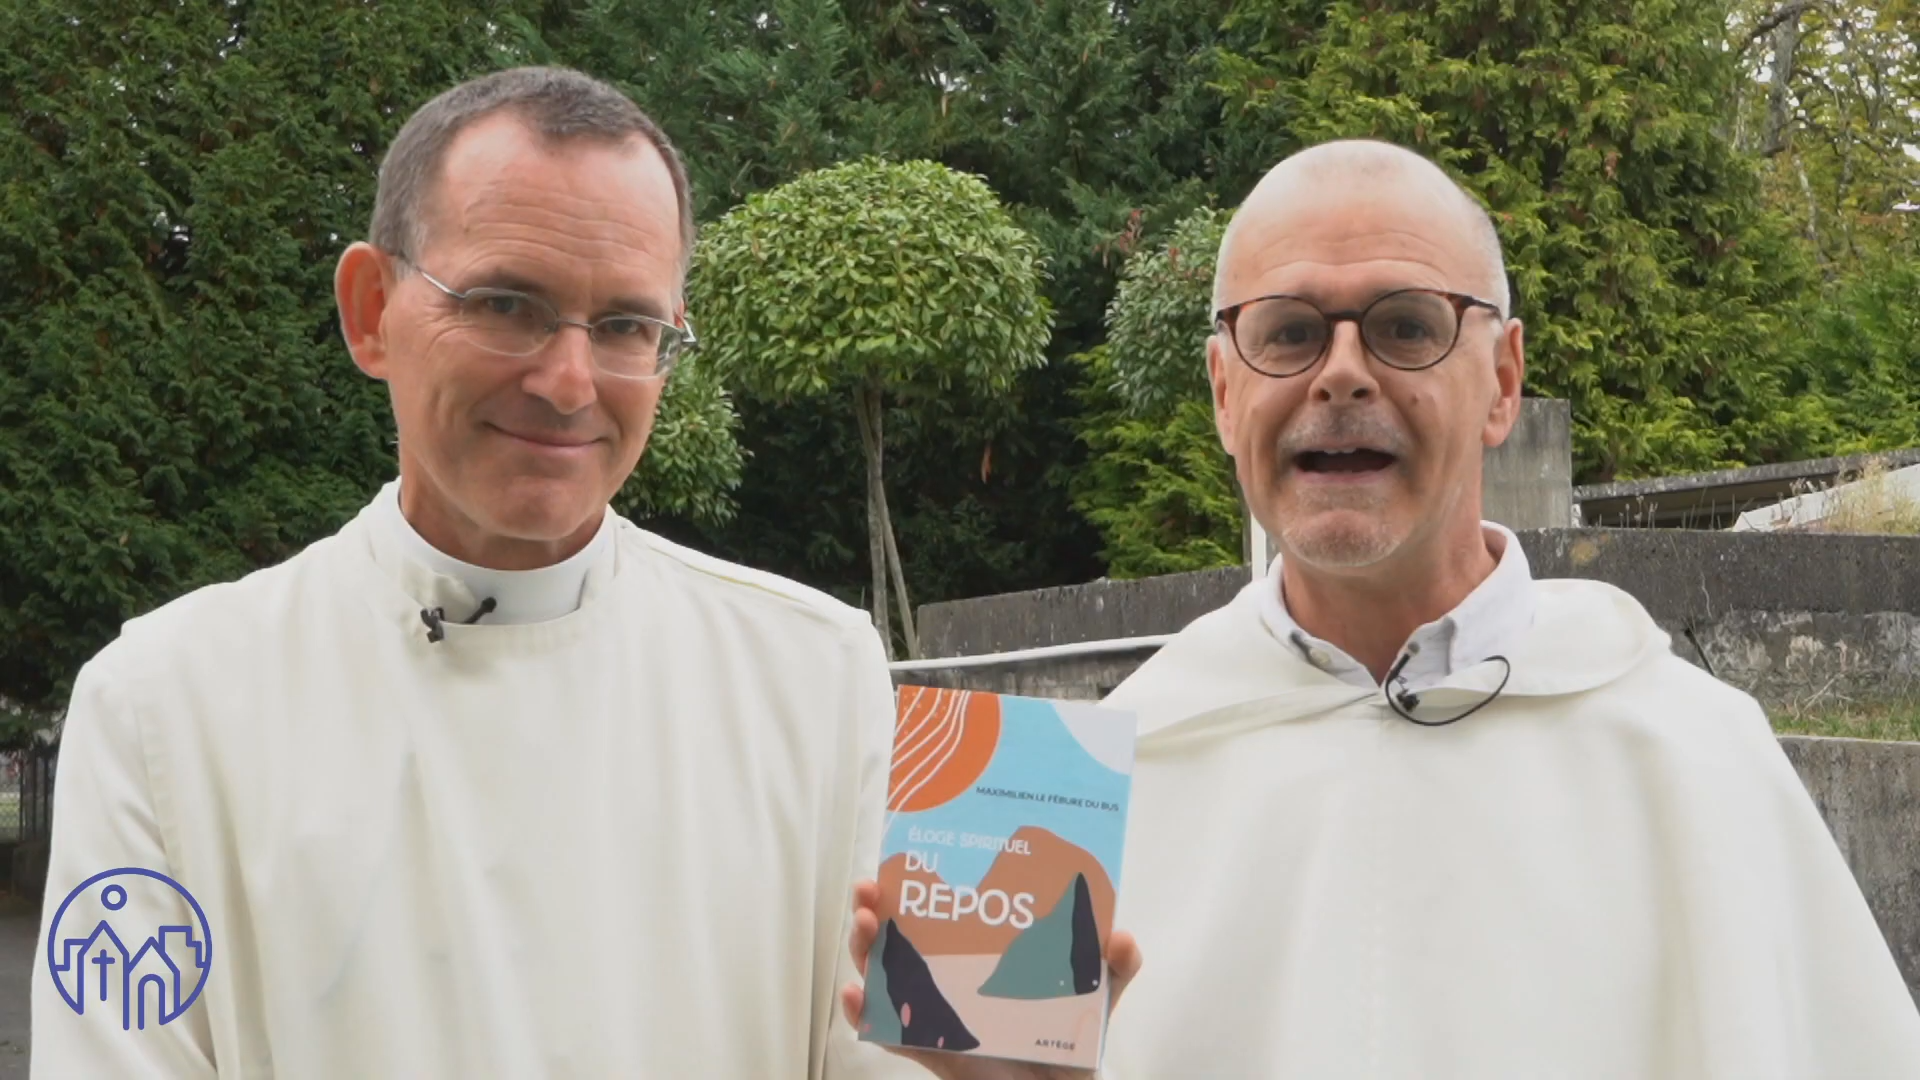 MAXIMILIEN LE FÉBURE DU BUS
ÉLOGE SPIRITUEL
DU
REPOS
ARTÈGE